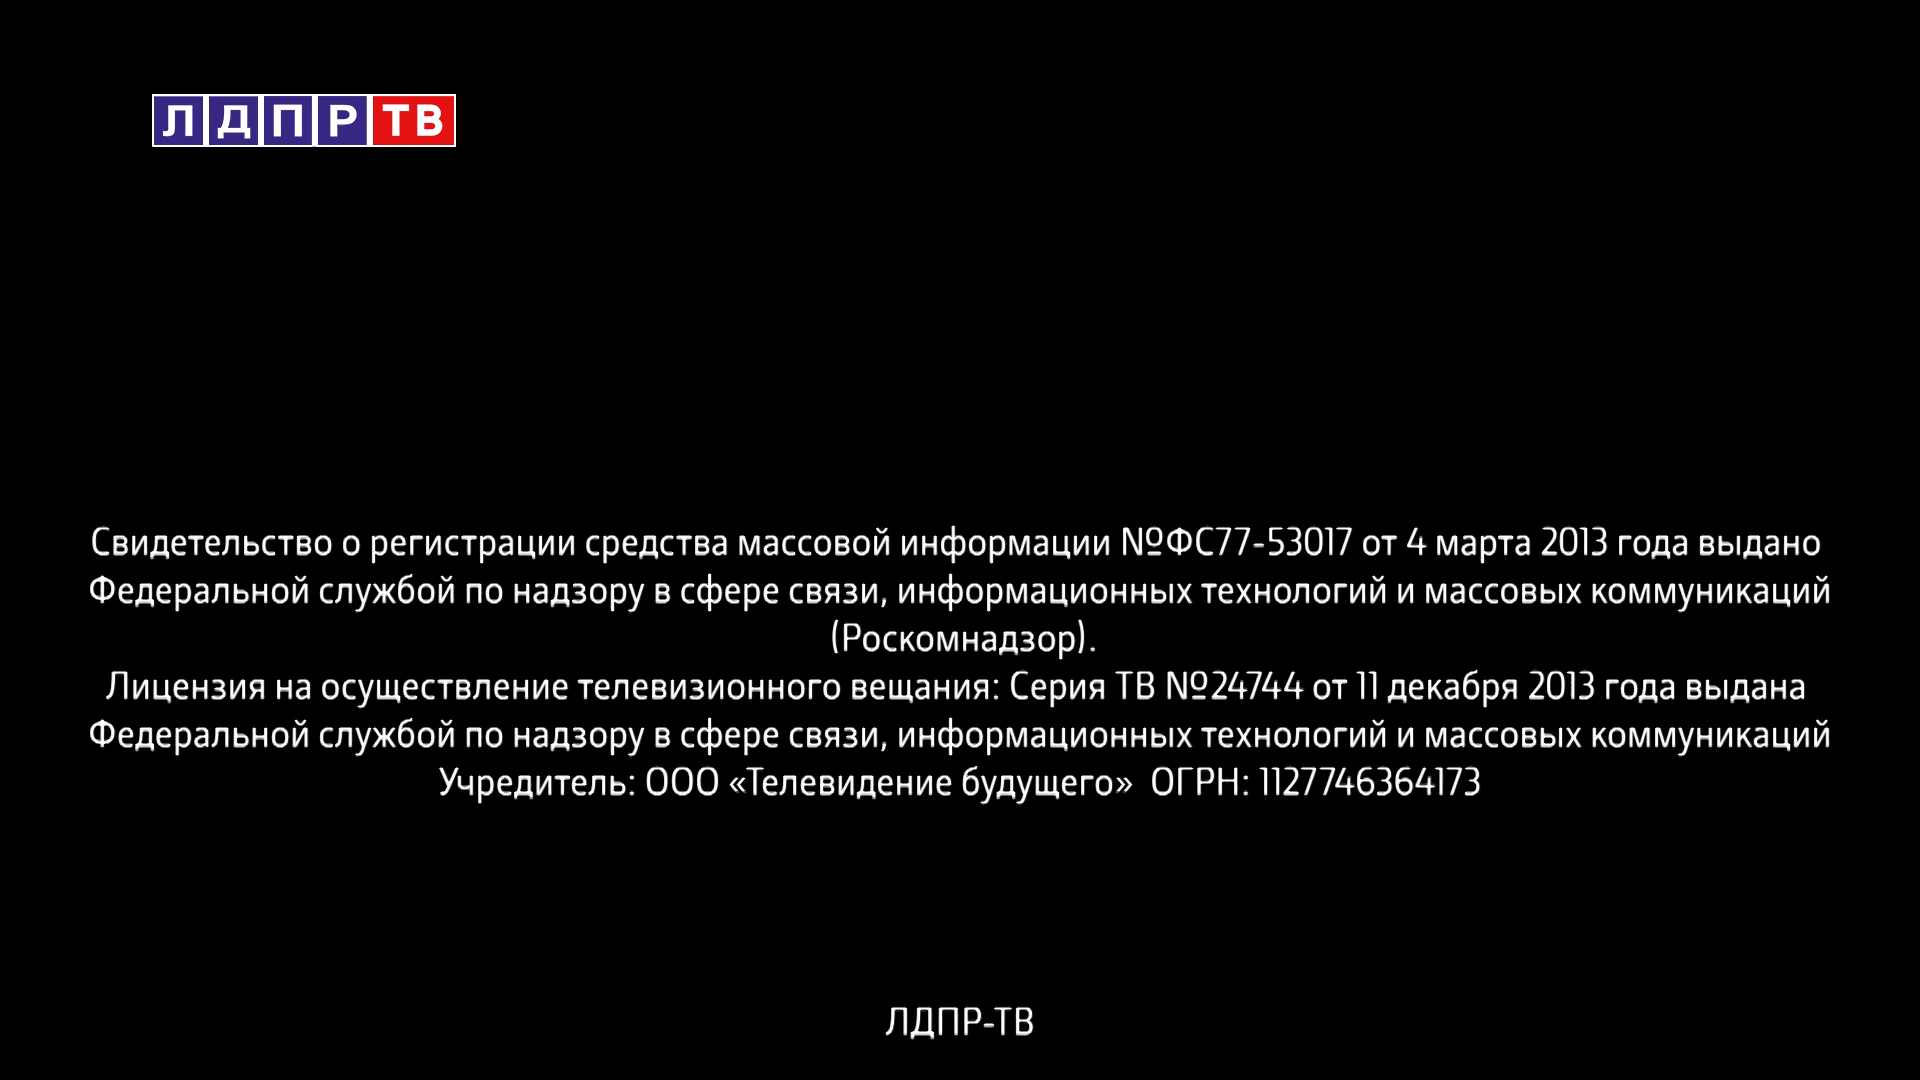 ЛДПР ТВ
Свидетельство о регистрации средства массовой информации №ФС77-53017 от 4 марта 2013 года выдано
Федеральной службой по надзору в сфере связи, информационных технологий и массовых коммуникаций
(Роскомнадзор).
Лицензия на осуществление телевизионного вещания: Серия ТВ №24744 от 11 декабря 2013 года выдана
Федеральной службой по надзору в сфере связи, информационных технологий и массовых коммуникаций
Учредитель: ООО «Телевидение будущего»  ОГРН: 1127746364173
ЛДПР-ТВ